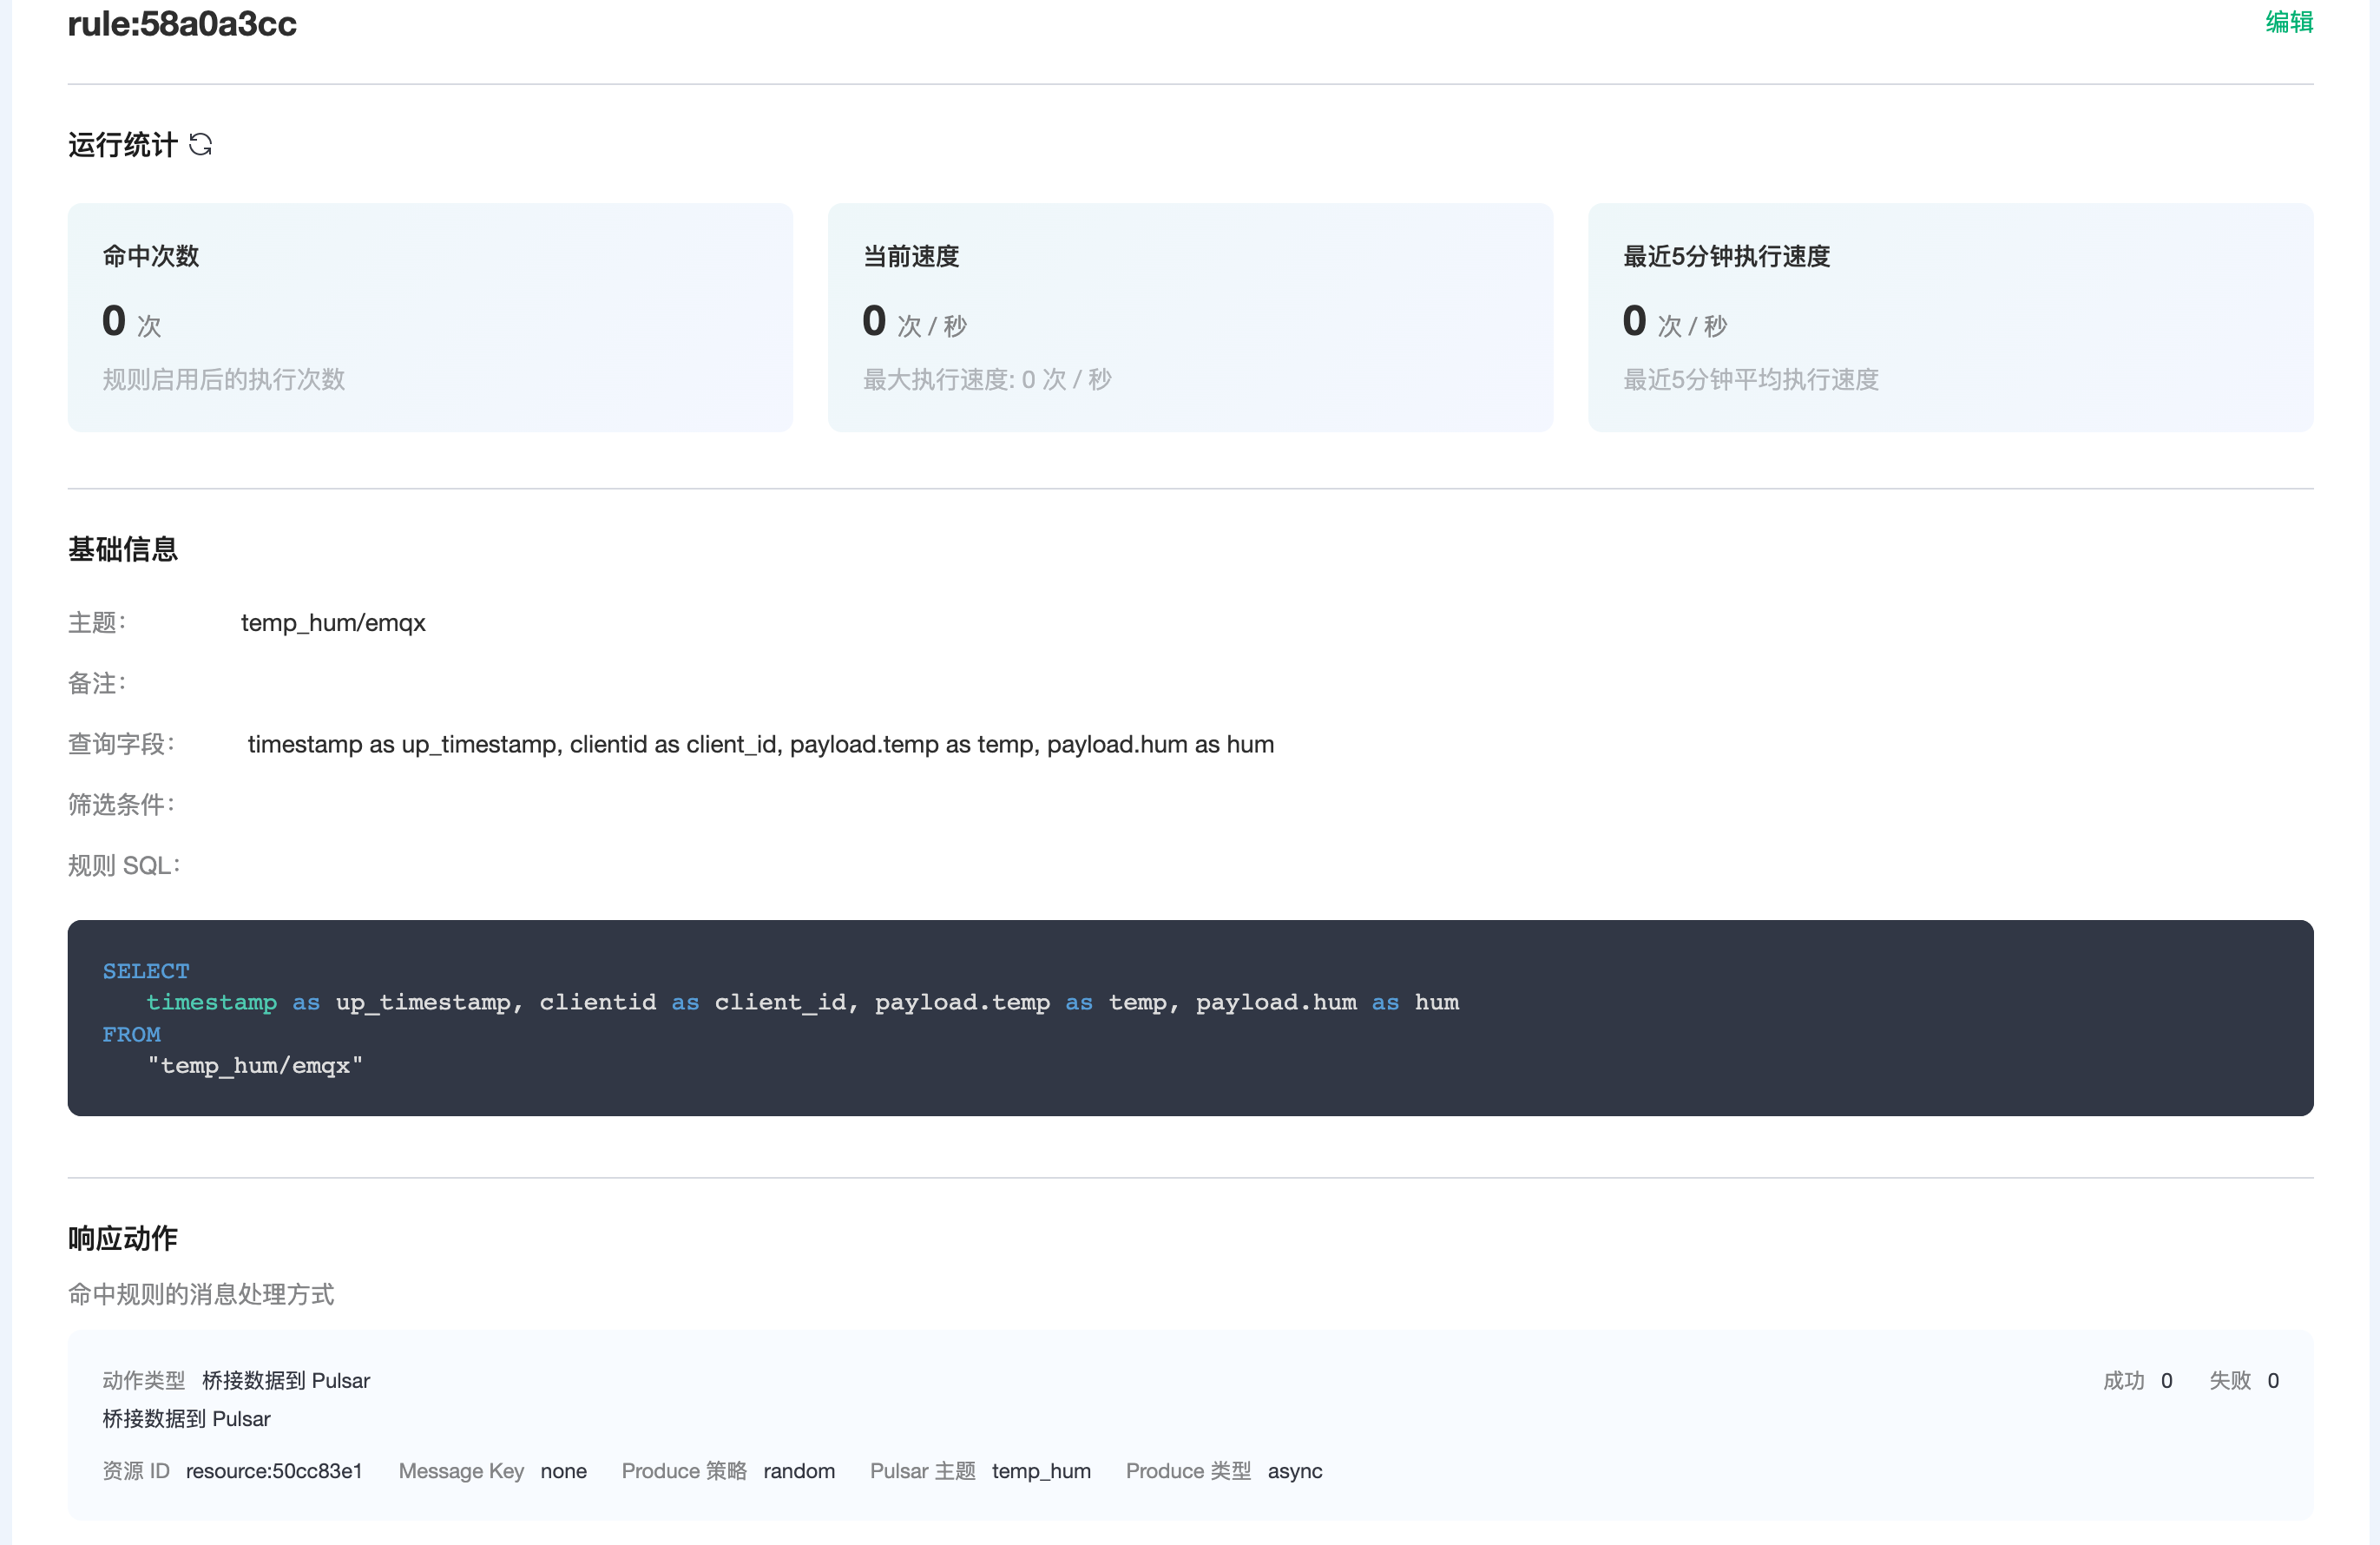 rule:58a0a3cc 编辑
运行统计
命中次数 当前速度 最近5分钟执行速度
0 次 0 次 / 秒 0 次 / 秒
规则启用后的执行次数 最大执行速度: 0 次 / 秒 最近5分钟平均执行速度
基础信息
主题： temp_hum/emqx
备注：
查询字段： timestamp as up_timestamp, clientid as client_id, payload.temp as temp, payload.hum as hum
筛选条件：
规则 SQL：
SELECT
timestamp as up_timestamp, clientid as client_id, payload.temp as temp, payload.hum as hum
FROM
"temp_hum/emqx"
响应动作
命中规则的消息处理方式
动作类型 桥接数据到 Pulsar 成功 0 失败 0
桥接数据到 Pulsar
资源 ID resource:50cc83e1 Message Key none Produce 策略 random Pulsar 主题 temp_hum Produce 类型 async